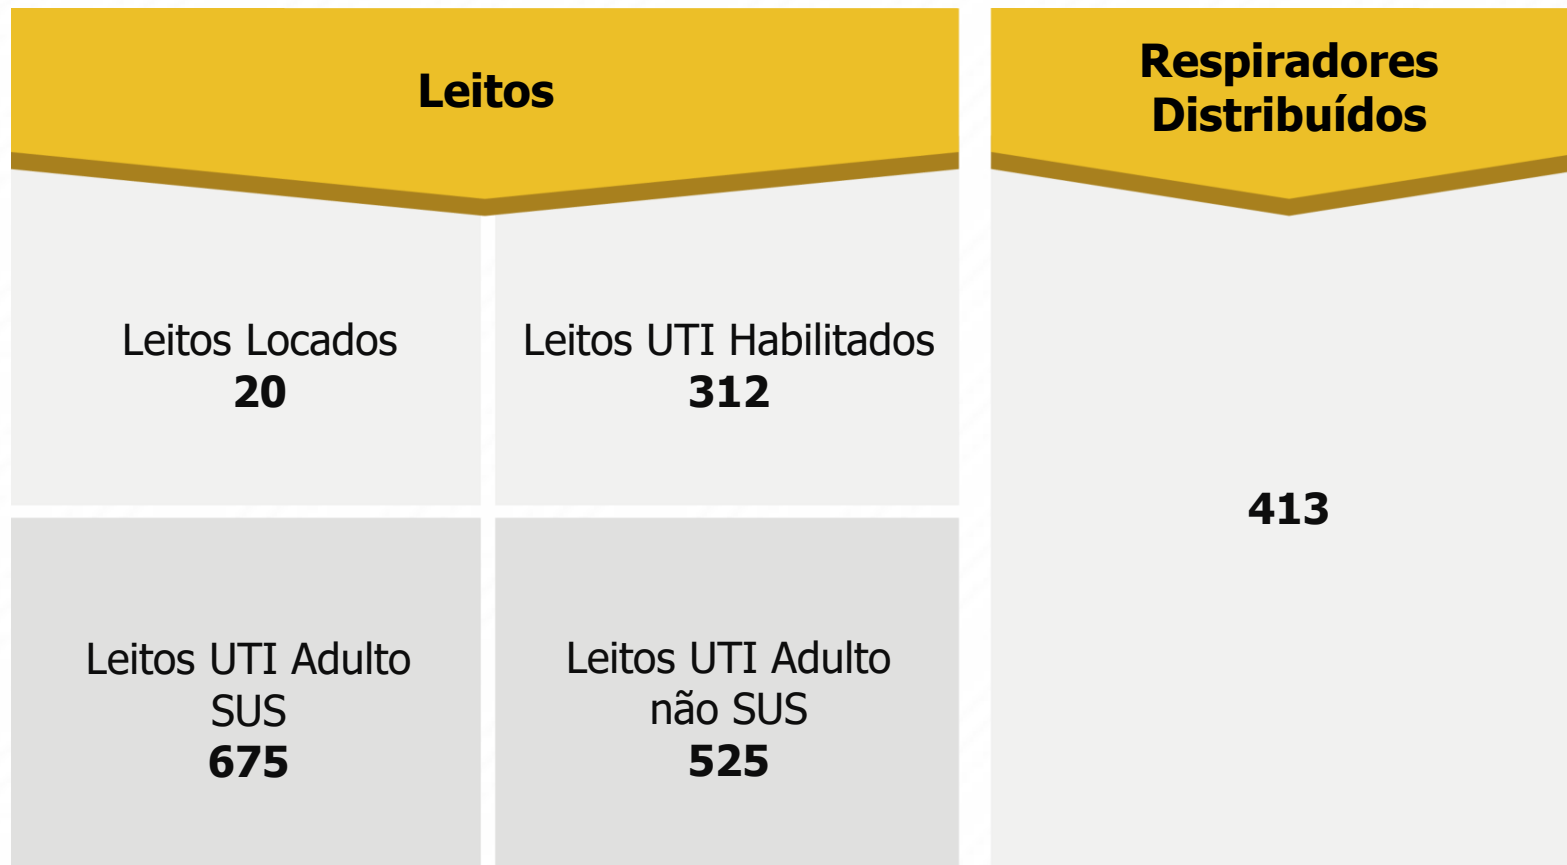 Leitos
Leitos Locados
20
Leitos UTI Habilitados
312
Leitos UTI Adulto
SUS
675
Leitos UTI Adulto
não SUS
525
Respiradores
Distribuídos
413